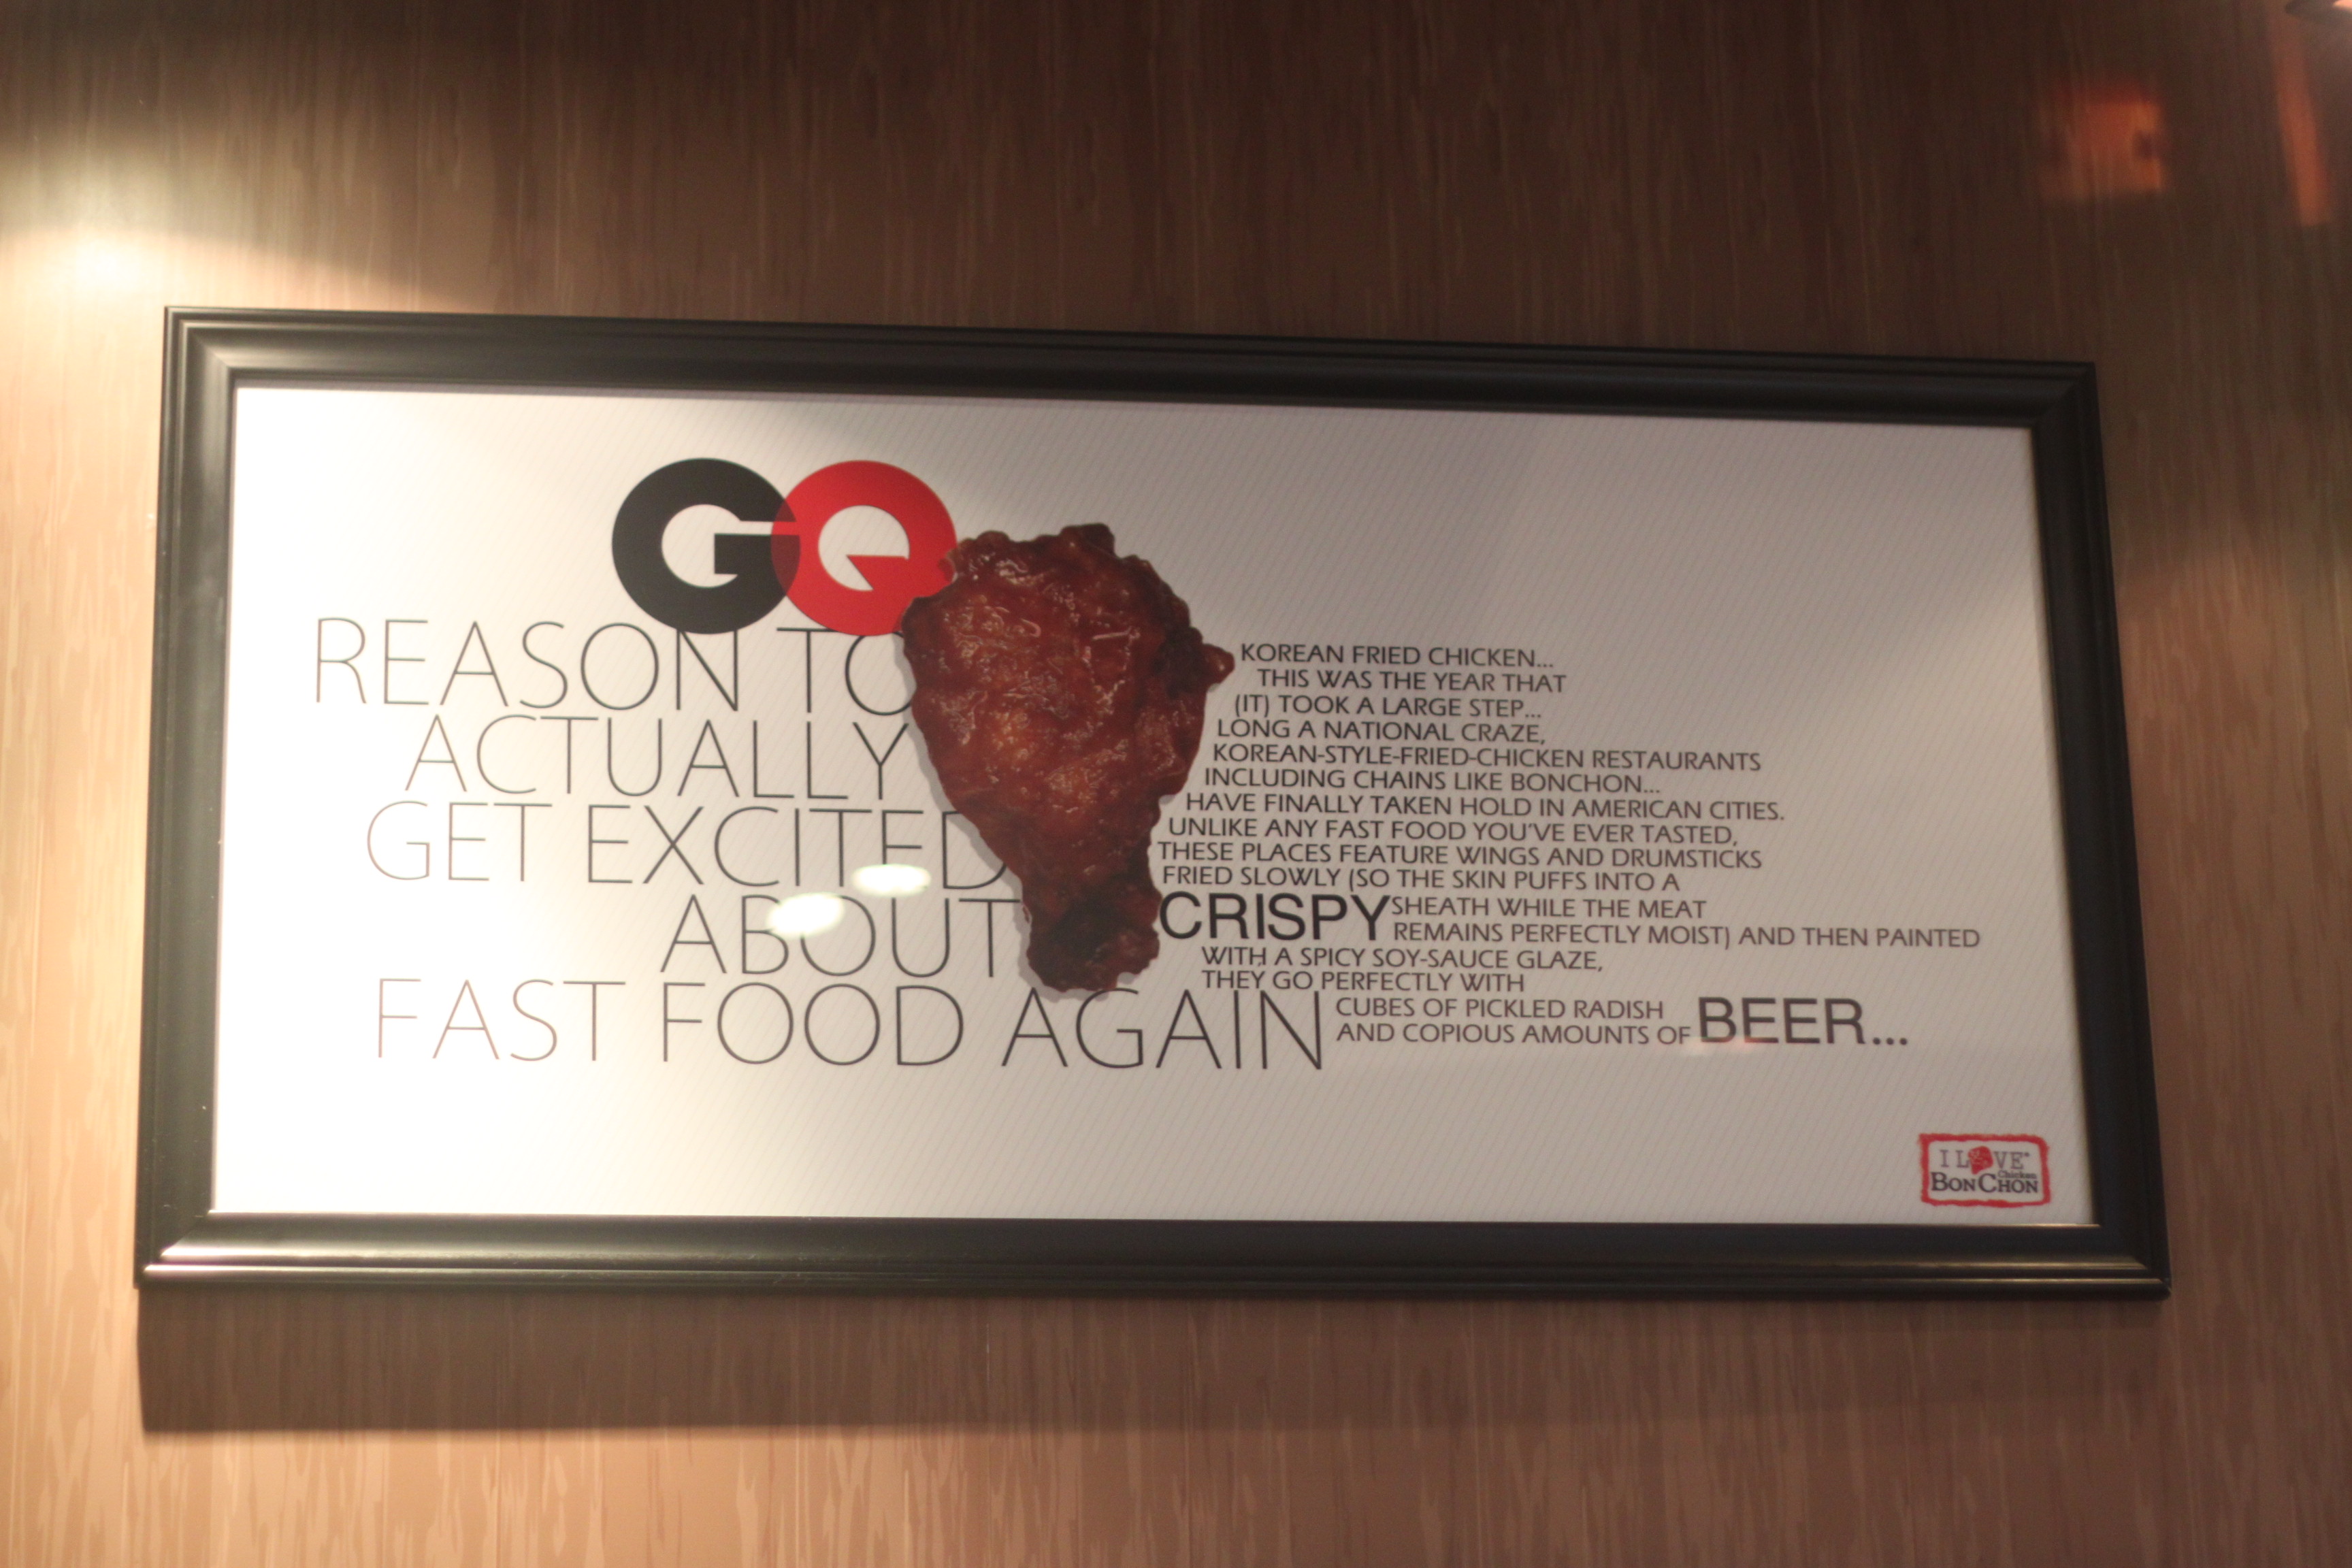 GQ
REASON TO
ACTUALLY
GET EXCITED
ABOUT
FAST FOOD AGAIN
KOREAN FRIED CHICKEN...
THIS WAS THE YEAR THAT
(IT) TOOK A LARGE STEP...
LONG A NATIONAL CRAZE,
KOREAN-STYLE-FRIED-CHICKEN RESTAURANTS
INCLUDING CHAINS LIKE BONCHON...
HAVE FINALLY TAKEN HOLD IN AMERICAN CITIES.
UNLIKE ANY FAST FOOD YOU'VE EVER TASTED,
THESE PLACES FEATURE WINGS AND DRUMSTICKS
FRIED SLOWLY (SO THE SKIN PUFFS INTO A
CRISPY SHEATH WHILE THE MEAT
REMAINS PERFECTLY MOIST) AND THEN PAINTED
WITH A SPICY SOY-SAUCE GLAZE,
THEY GO PERFECTLY WITH
CUBES OF PICKLED RADISH
AND COPIOUS AMOUNTS OF BEER...
I LOVE
Chicken
BONCHON